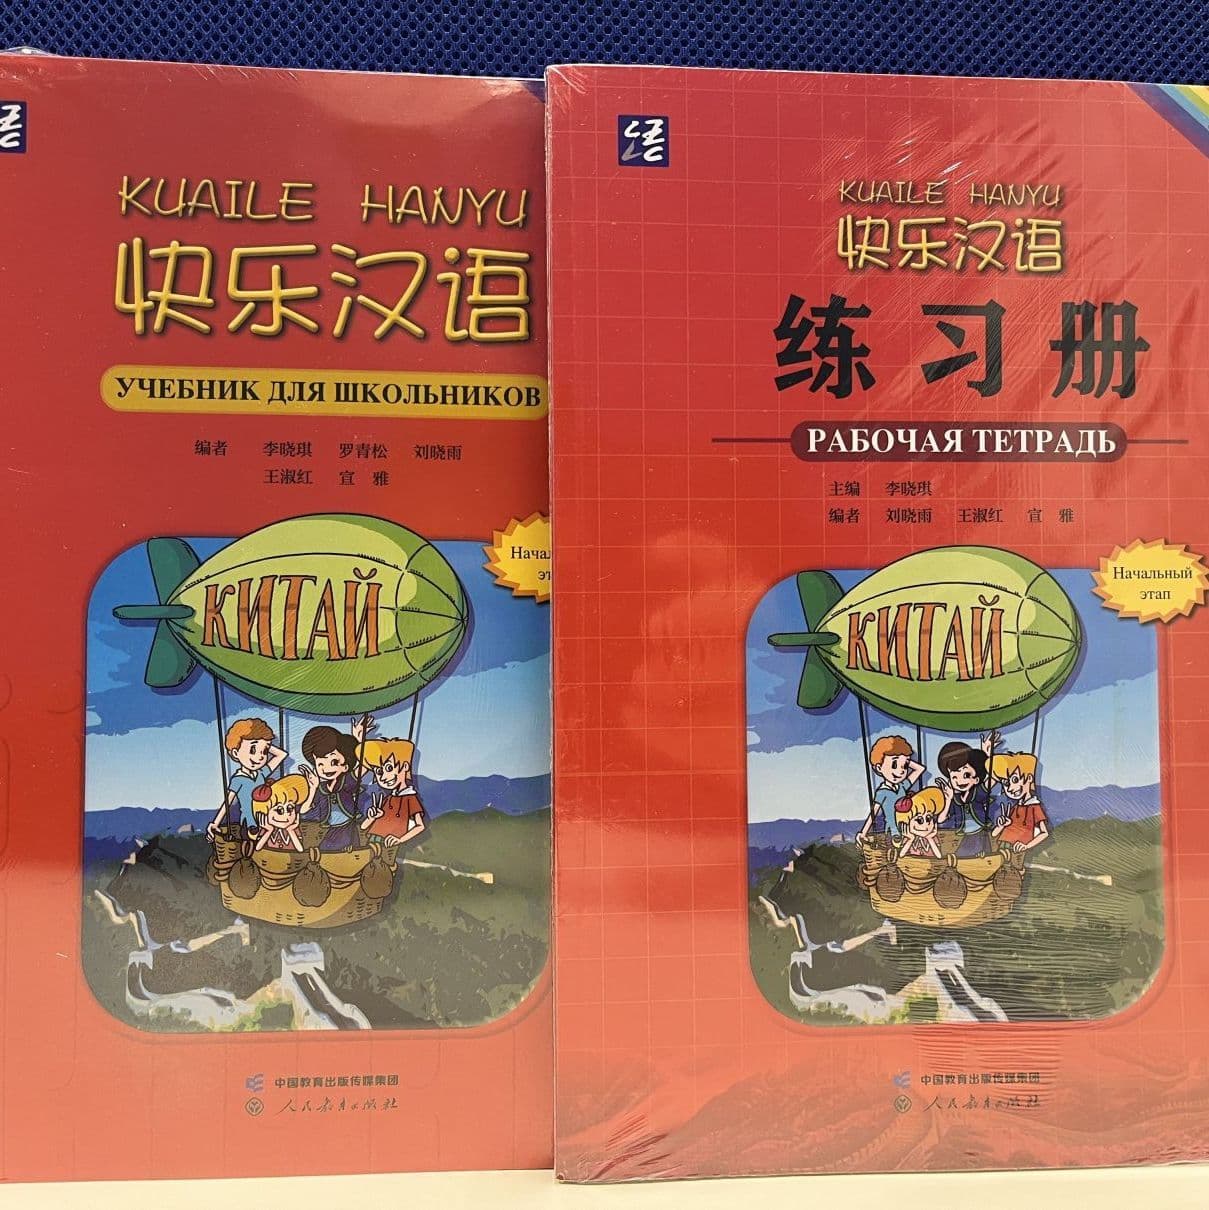 KUAILE HANYU
快乐汉语
УЧЕБНИК ДЛЯ ШКОЛЬНИКОВ
编者 李晓琪 罗青松 刘晓雨
王淑红 宣 雅
КИТАЙ
中国教育出版传媒集团
人民教育出版社
KUAILE HANYU
快乐汉语
练习册
РАБОЧАЯ ТЕТРАДЬ
主编 李晓琪
编者 刘晓雨 王淑红 宣 雅
Начальный
этап
КИТАЙ
中国教育出版传媒集团
人民教育出版社